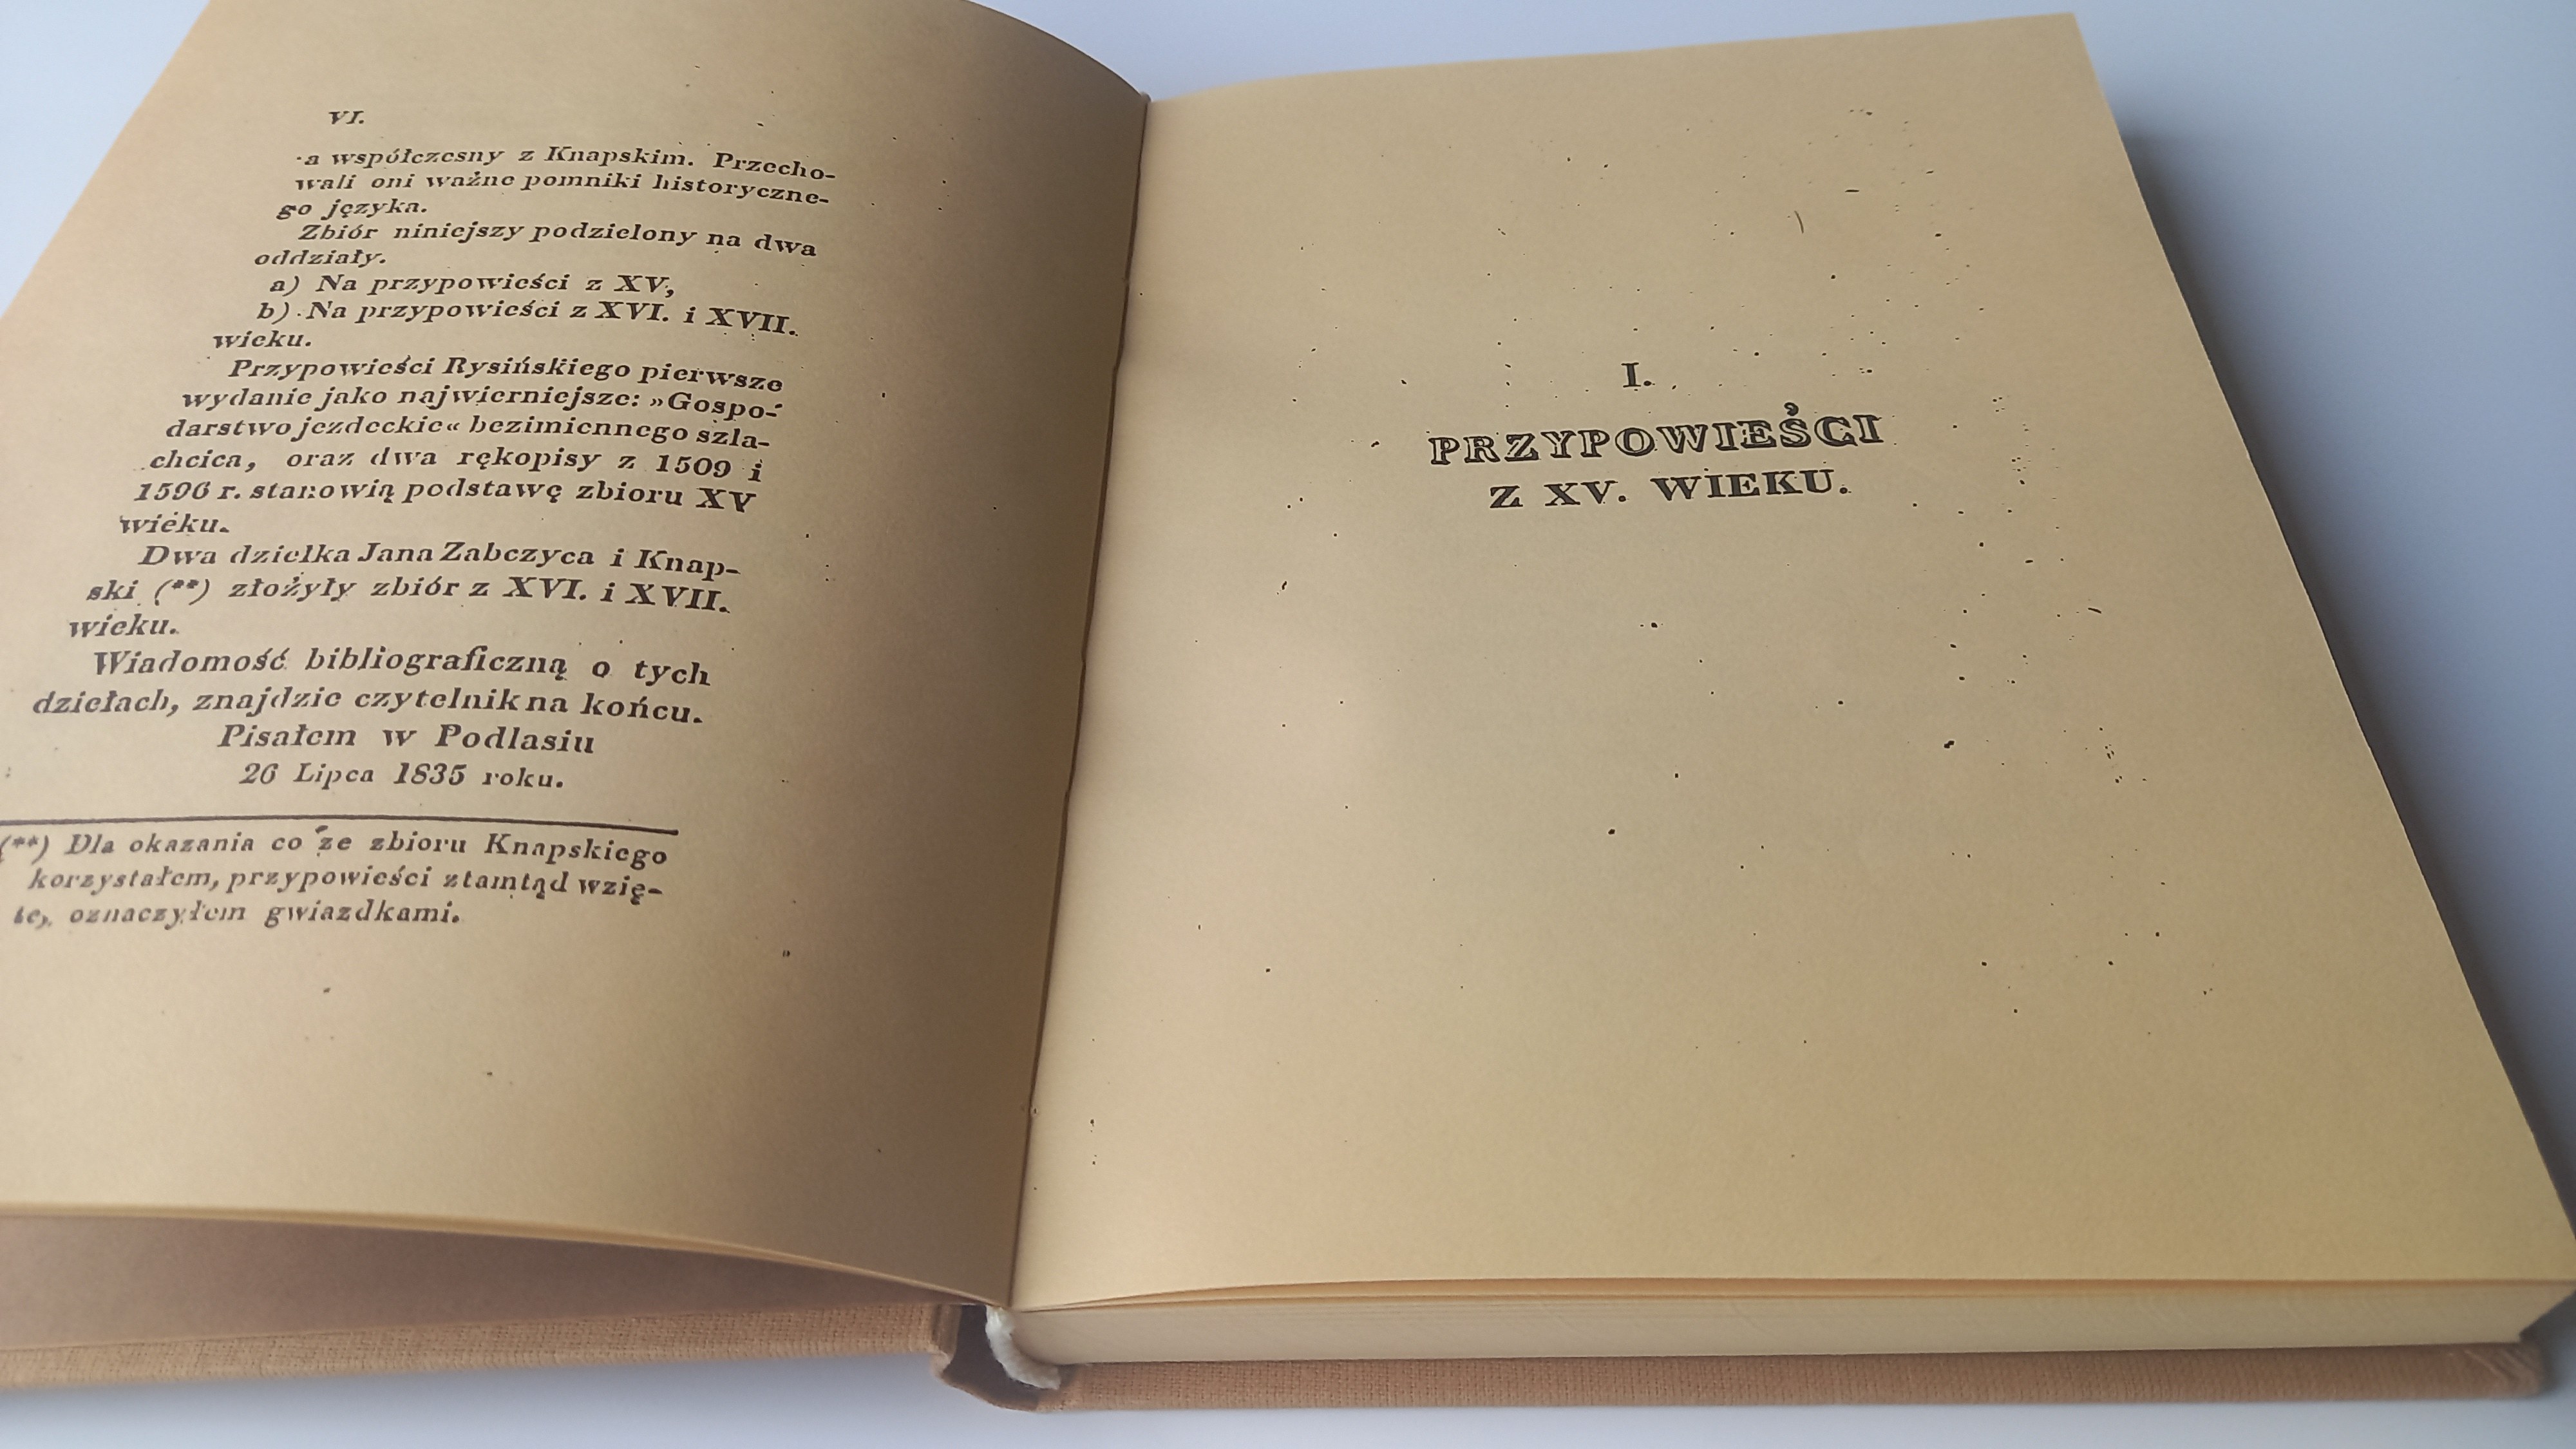 VI.
a współczesny z Knapskim. Przecho-
wali oni ważne pomniki historyczne-
go języka.
Zbiór niniejszy podzielony na dwa
oddziały.
a) Na przypowieści z XV,
b) Na przypowieści z XVI. i XVII.
wieku.
Przypowieści Rysińskiego pierwsze
wydanie jako najwierniejsze: »Gospo-
darstwo jezdeckie« bezimiennego szla-
chcica, oraz dwa rękopisy z 1509 i
1596 r. stanowią podstawę zbioru XV
wieku.
Dwa dziełka Jana Zabczyca i Knap-
ski (**) złożyły zbiór z XVI. i XVII.
wieku.
Wiadomość bibliograficzną o tych
dziełach, znajdzie czytelnik na końcu.
Pisałem w Podlasiu
26 Lipca 1835 roku.
(**) Dla okazania co ze zbioru Knapskiego
korzystałem, przypowieści ztamtąd wzię-
te, oznaczyłem gwiazdkami.
I.
PRZYPOWIEŚCI
Z XV. WIEKU.